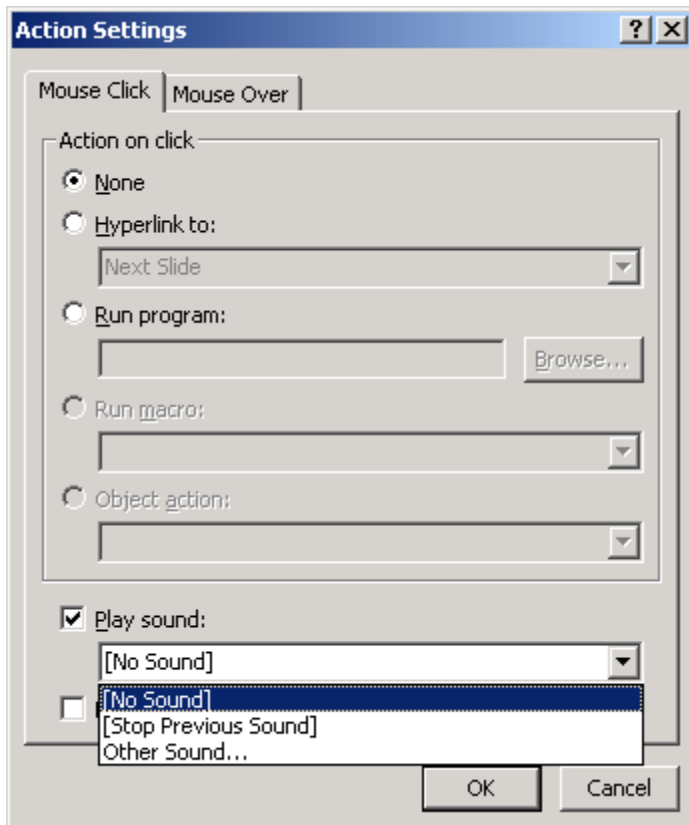 Action Settings
Mouse Click Mouse Over
Action on click
None
Hyperlink to:
Next Slide
Run program:
Browse...
Run macro:
Object action:
Play sound:
[No Sound]
[No Sound]
[Stop Previous Sound]
Other Sound...
OK Cancel